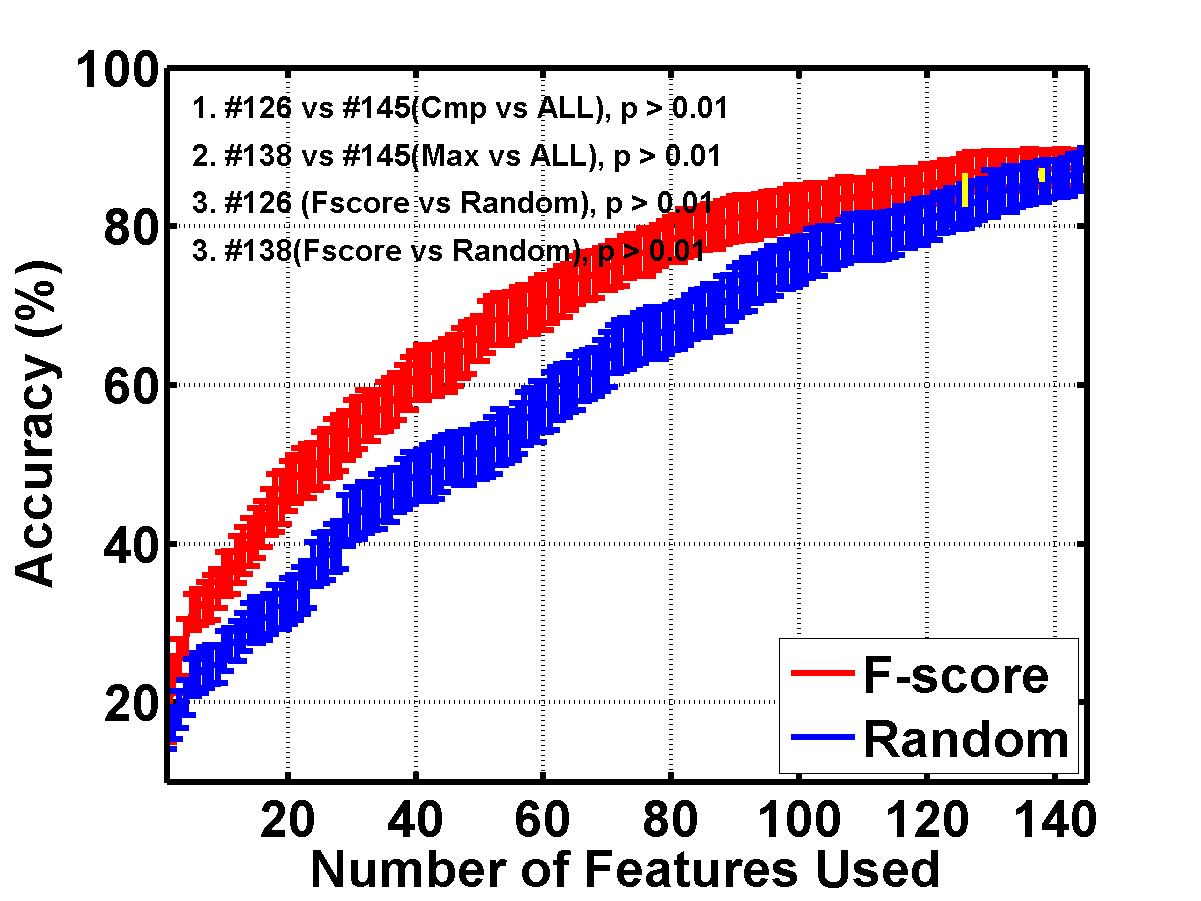 100
80
60
40
20
Accuracy (%)
1. #126 vs #145(Cmp vs ALL), p > 0.01
2. #138 vs #145(Max vs ALL), p > 0.01
3. #126 (Fscore vs Random), p > 0.01
3. #138(Fscore vs Random), p > 0.01
F-score
Random
20 40 60 80 100 120 140
Number of Features Used